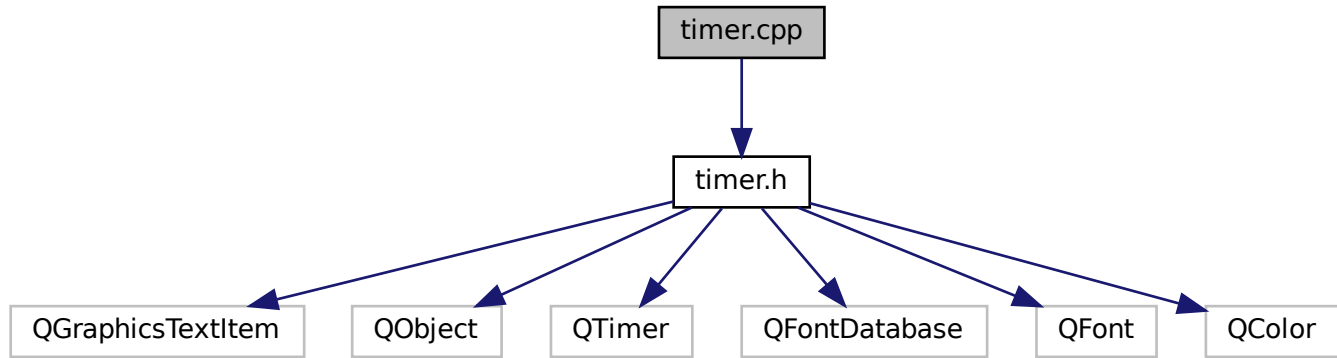 timer.cpp
timer.h
QGraphicsTextItem
QObject
QTimer
QFontDatabase
QFont
QColor